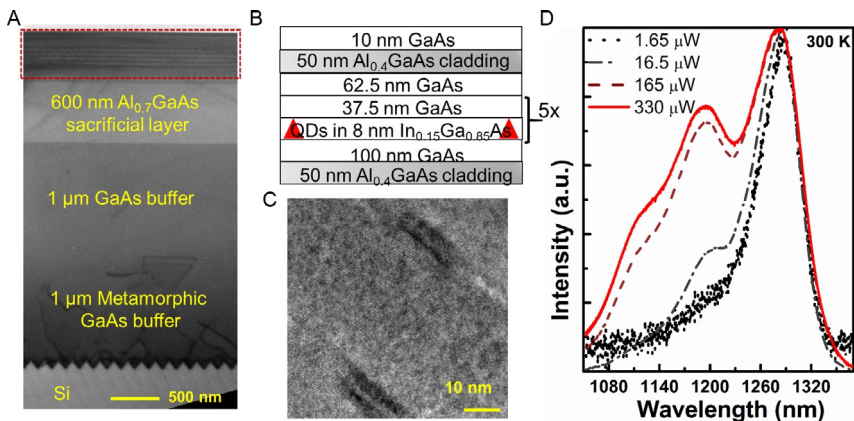 A
600 nm Al0.7GaAs
sacrificial layer
1 μm GaAs buffer
1 μm Metamorphic
GaAs buffer
Si
500 nm
B
10 nm GaAs
50 nm Al0.4GaAs cladding
62.5 nm GaAs
37.5 nm GaAs
QDs in 8 nm In0.15Ga0.85As
5x
100 nm GaAs
50 nm Al0.4GaAs cladding
C
10 nm
D
1.65 μW
16.5 μW
165 μW
330 μW
300 K
Intensity (a.u.)
1080 1140 1200 1260 1320
Wavelength (nm)